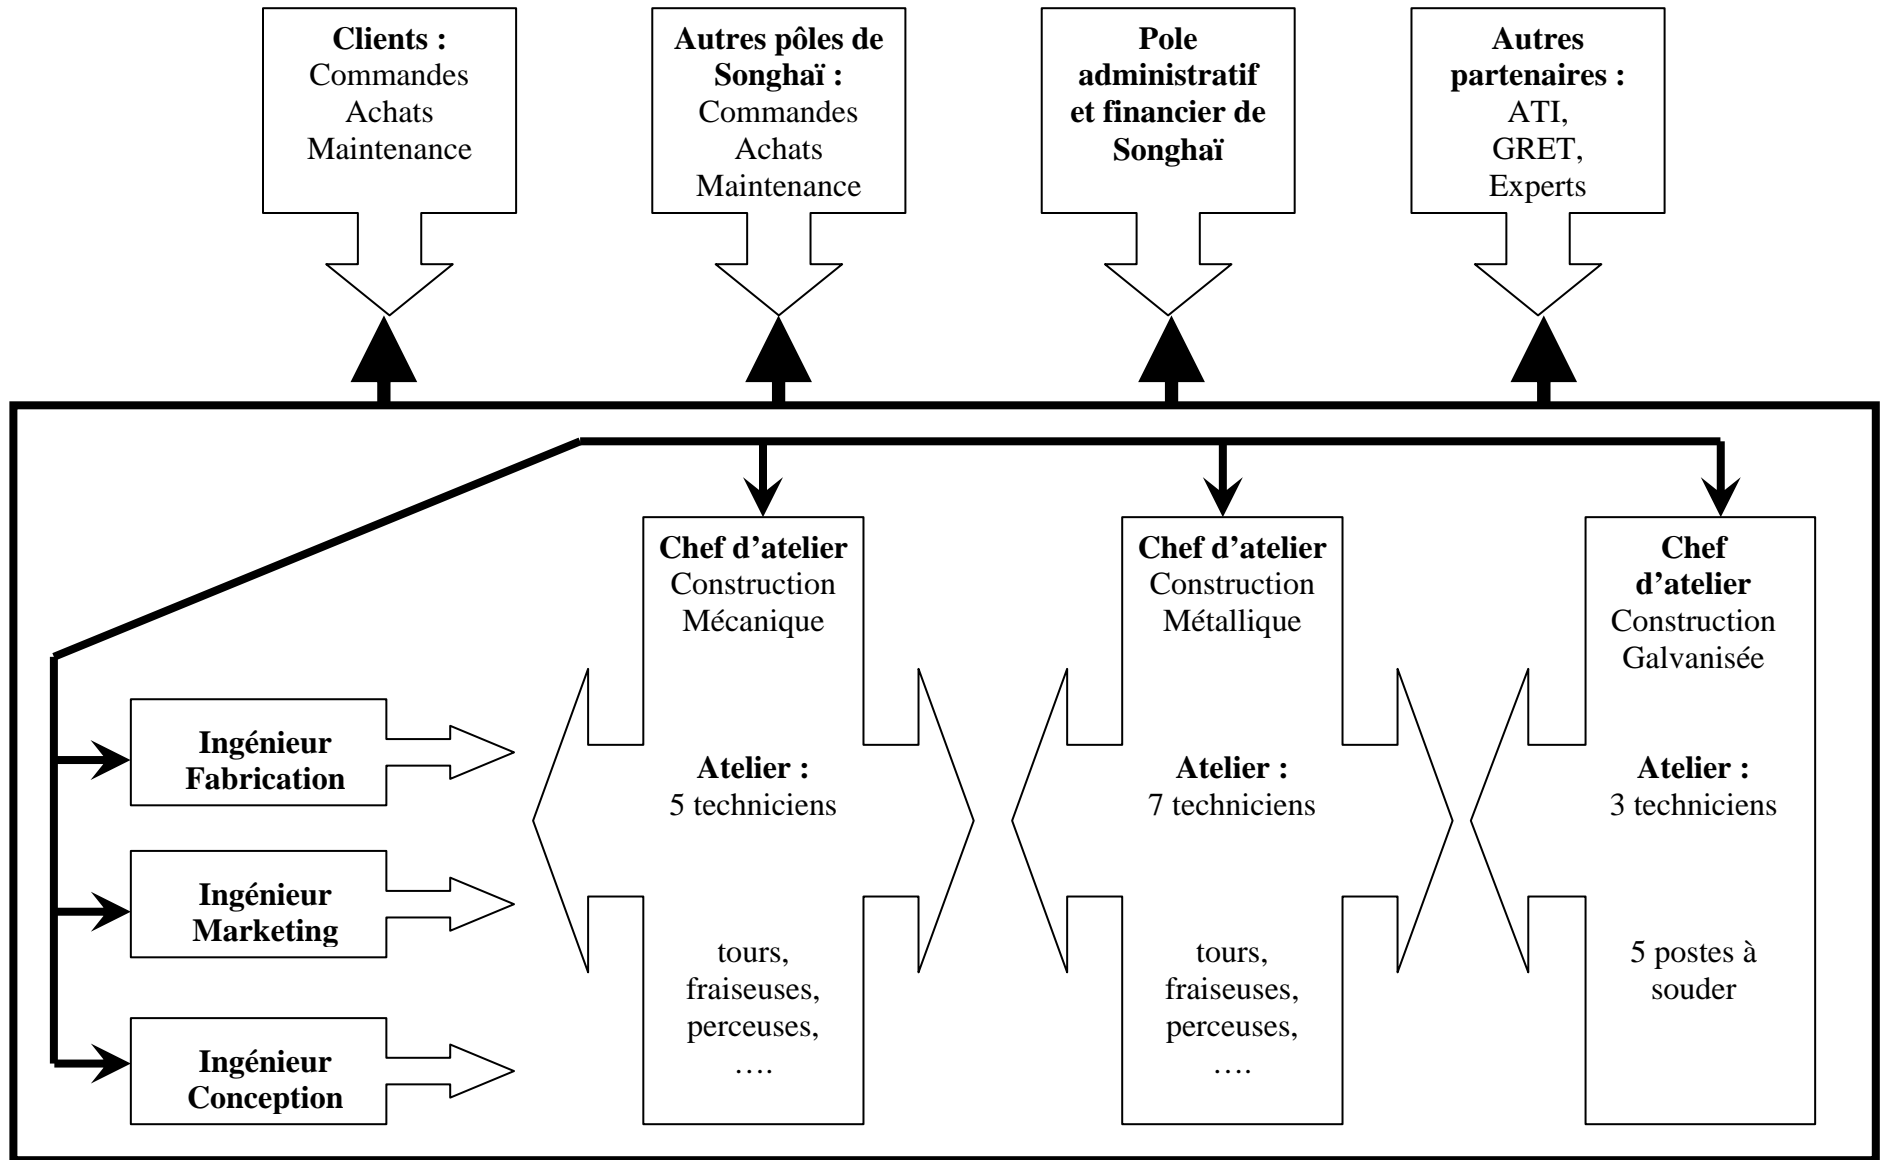 Clients :
Commandes
Achats
Maintenance
Autres pôles de
Songhaï :
Commandes
Achats
Maintenance
Pole
administratif
et financier de
Songhaï
Autres
partenaires :
ATI,
GRET,
Experts
Ingénieur
Fabrication
Ingénieur
Marketing
Ingénieur
Conception
Chef d’atelier
Construction
Mécanique
Atelier :
5 techniciens
tours,
fraiseuses,
perceuses,
….
Chef d’atelier
Construction
Métallique
Atelier :
7 techniciens
tours,
fraiseuses,
perceuses,
….
Chef
d’atelier
Construction
Galvanisée
Atelier :
3 techniciens
5 postes à
souder